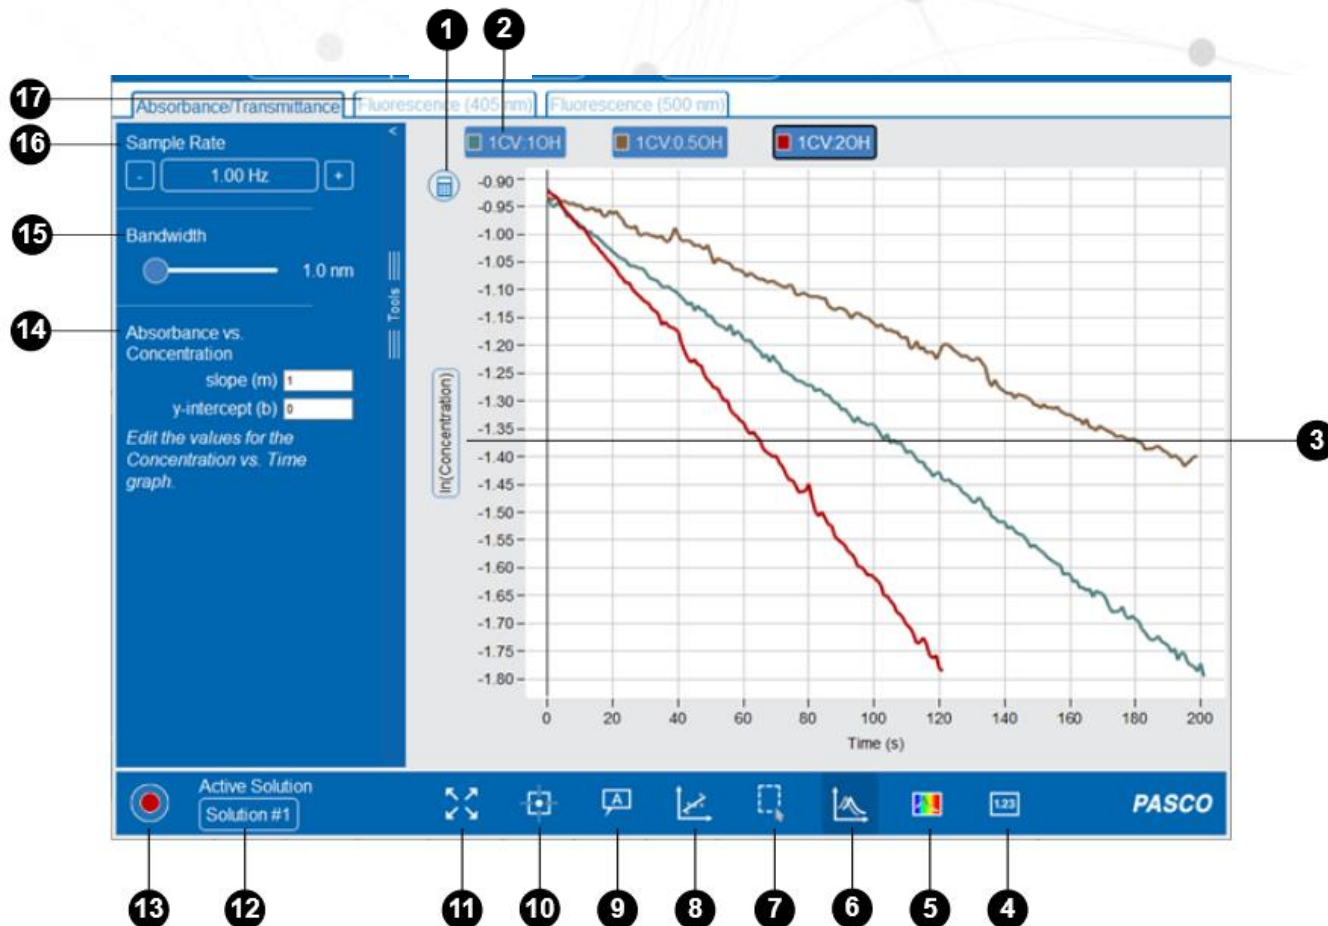 1
2
17
Absorbance/Transmittance
Fluorescence (405 nm)
Fluorescence (500 nm)
16
Sample Rate
<
1CV:1OH
1CV:0.5OH
1CV:2OH
-
1.00 Hz
+
15
Bandwidth
1.0 nm
Tools
14
Absorbance vs.
Concentration
slope (m)
1
y-intercept (b)
0
Edit the values for the
Concentration vs. Time
graph.
ln(Concentration)
-0.90
-0.95
-1.00
-1.05
-1.10
-1.15
-1.20
-1.25
-1.30
-1.35
-1.40
-1.45
-1.50
-1.55
-1.60
-1.65
-1.70
-1.75
-1.80
3
0
20
40
60
80
100
120
140
160
180
200
Time (s)
Active Solution
Solution #1
A
1.23
PASCO
13
12
11
10
9
8
7
6
5
4